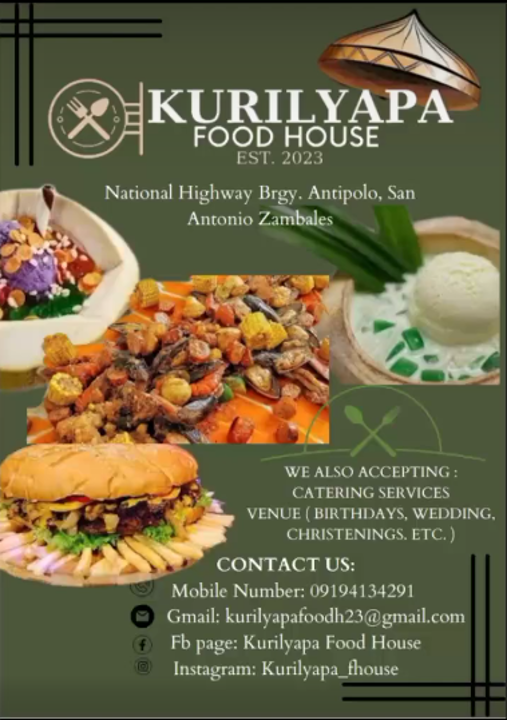 KURILYAPA
FOOD HOUSE
EST. 2023
National Highway Brgy. Antipolo, San
Antonio Zambales
WE ALSO ACCEPTING :
CATERING SERVICES
VENUE ( BIRTHDAYS, WEDDING,
CHRISTENINGS. ETC. )
CONTACT US:
Mobile Number: 09194134291
Gmail: kurilyapafoodh23@gmail.com
Fb page: Kurilyapa Food House
Instagram: Kurilyapa_fhouse